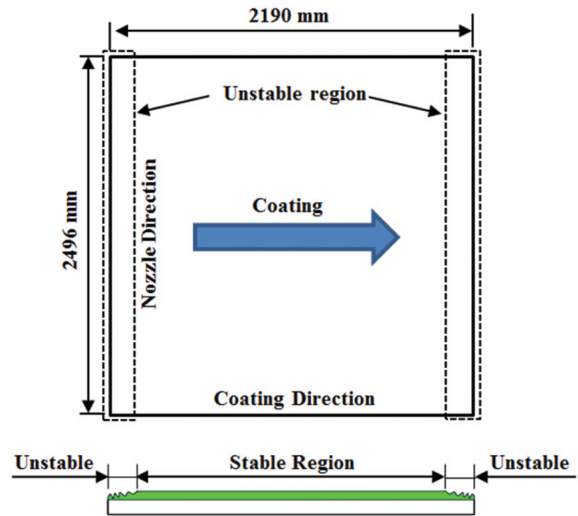 2190 mm
Unstable region
2496 mm
Nozzle Direction
Coating
Coating Direction
Unstable
Stable Region
Unstable